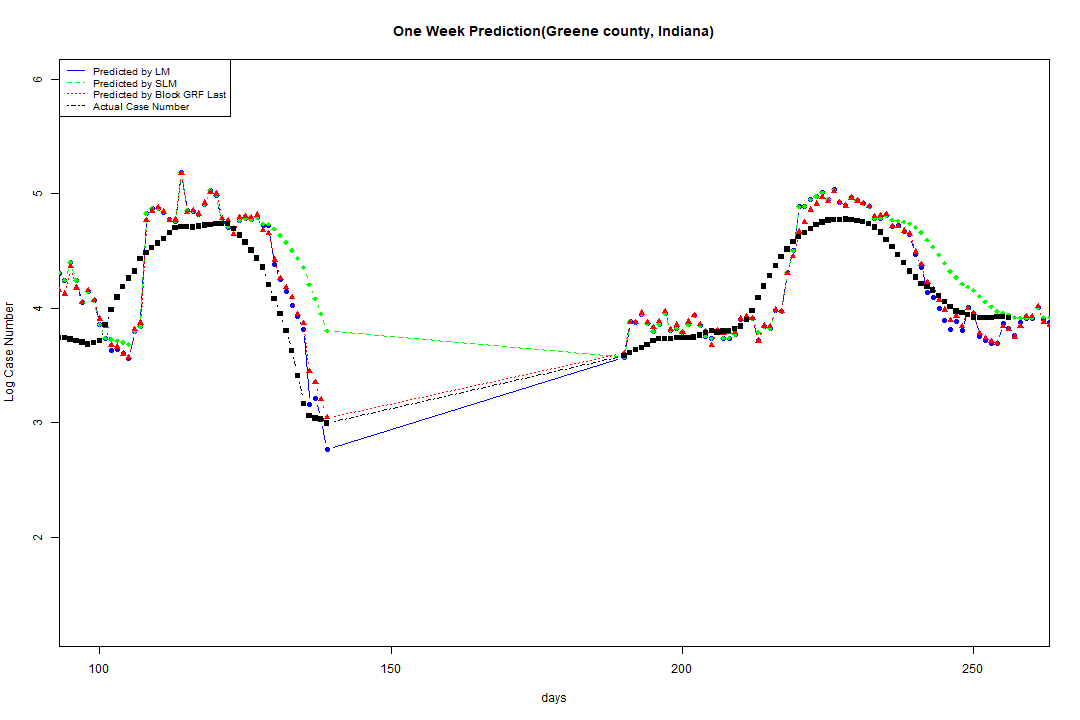 One Week Prediction(Greene county, Indiana)
Predicted by LM
Predicted by SLM
Predicted by Block GRF Last
Actual Case Number
6
5
4
3
2
Log Case Number
100 150 200 250
days